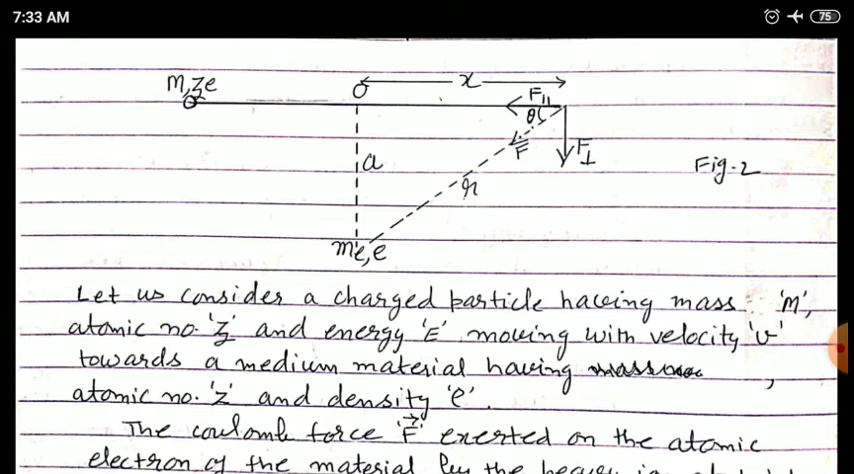 7:33 AM
75
M, ze
O
x
F||
θ
F
F⊥
a
r
Fig-2
me, e
Let us consider a charged particle having mass 'M',
atomic no. 'z' and energy 'E' moving with velocity 'v'
towards a medium material having ,
atomic no. 'z' and density 'ρ'.
The coulomb force 'F⃗' exerted on the atomic
electron of the material by the